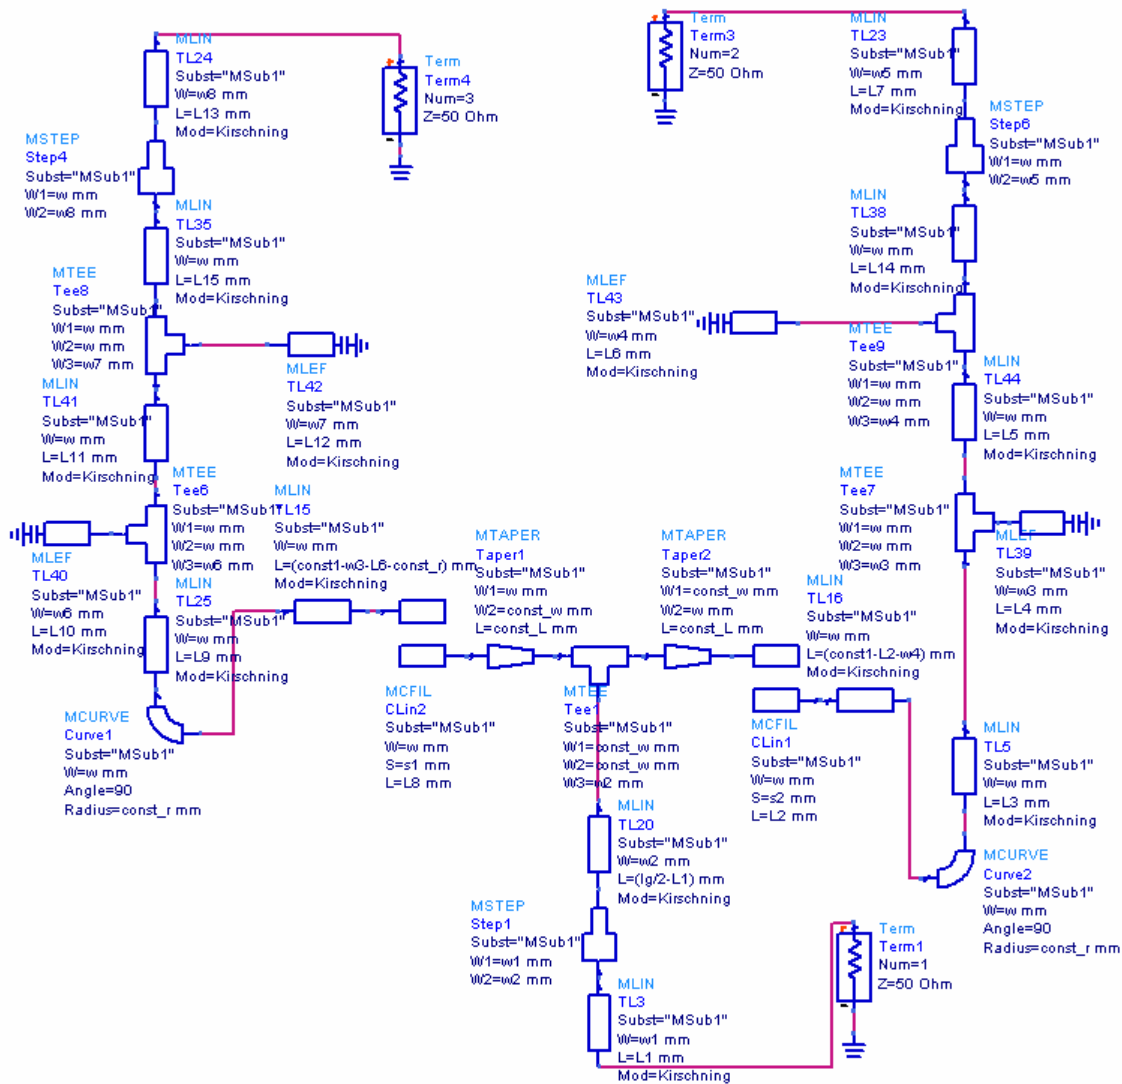 MLIN
TL24
Subst="MSub1"
W=w8 mm
L=L13 mm
Mod=Kirschning
Term
Term4
Num=3
Z=50 Ohm
Term
Term3
Num=2
Z=50 Ohm
MLIN
TL23
Subst="MSub1"
W=w5 mm
L=L7 mm
Mod=Kirschning
MSTEP
Step4
Subst="MSub1"
W1=w mm
W2=w8 mm
MSTEP
Step6
Subst="MSub1"
W1=w mm
W2=w5 mm
MLIN
TL35
Subst="MSub1"
W=w mm
L=L15 mm
Mod=Kirschning
MLIN
TL38
Subst="MSub1"
W=w mm
L=L14 mm
Mod=Kirschning
MTEE
Tee8
Subst="MSub1"
W1=w mm
W2=w mm
W3=w7 mm
MLEF
TL42
Subst="MSub1"
W=w7 mm
L=L12 mm
Mod=Kirschning
MLEF
TL43
Subst="MSub1"
W=w4 mm
L=L6 mm
Mod=Kirschning
MTEE
Tee9
Subst="MSub1"
W1=w mm
W2=w mm
W3=w4 mm
MLIN
TL41
Subst="MSub1"
W=w mm
L=L11 mm
Mod=Kirschning
MLIN
TL44
Subst="MSub1"
W=w mm
L=L5 mm
Mod=Kirschning
MTEE
Tee6
Subst="MSub1"
W1=w mm
W2=w mm
W3=w6 mm
MLIN
TL15
Subst="MSub1"
W=w mm
L=(const1-w3-L6-const_r) mm
Mod=Kirschning
MTEE
Tee7
Subst="MSub1"
W1=w mm
W2=w mm
W3=w3 mm
MLEF
TL40
Subst="MSub1"
W=w6 mm
L=L10 mm
Mod=Kirschning
MLIN
TL25
Subst="MSub1"
W=w mm
L=L9 mm
Mod=Kirschning
MTAPER
Taper1
Subst="MSub1"
W1=w mm
W2=const_w mm
L=const_L mm
MTAPER
Taper2
Subst="MSub1"
W1=const_w mm
W2=w mm
L=const_L mm
MLIN
TL16
Subst="MSub1"
W=w mm
L=(const1-L2-w4) mm
Mod=Kirschning
MLEF
TL39
Subst="MSub1"
W=w3 mm
L=L4 mm
Mod=Kirschning
MCURVE
Curve1
Subst="MSub1"
W=w mm
Angle=90
Radius=const_r mm
MCFIL
CLin2
Subst="MSub1"
W=w mm
S=s1 mm
L=L8 mm
MTEE
Tee1
Subst="MSub1"
W1=const_w mm
W2=const_w mm
W3=w2 mm
MCFIL
CLin1
Subst="MSub1"
W=w mm
S=s2 mm
L=L2 mm
MLIN
TL5
Subst="MSub1"
W=w mm
L=L3 mm
Mod=Kirschning
MLIN
TL20
Subst="MSub1"
W=w2 mm
L=(lg/2-L1) mm
Mod=Kirschning
MCURVE
Curve2
Subst="MSub1"
W=w mm
Angle=90
Radius=const_r mm
MSTEP
Step1
Subst="MSub1"
W1=w1 mm
W2=w2 mm
Term
Term1
Num=1
Z=50 Ohm
MLIN
TL3
Subst="MSub1"
W=w1 mm
L=L1 mm
Mod=Kirschning